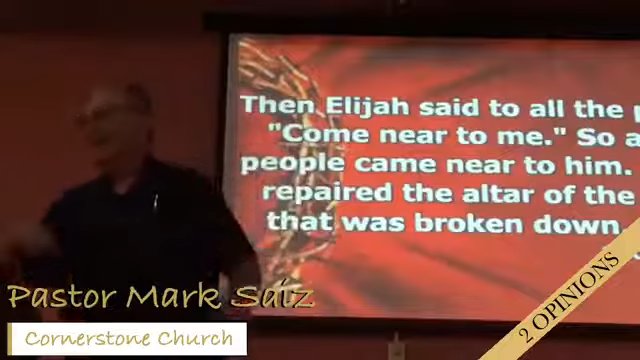 Then Elijah said to all the
"Come near to me." So
people came near to him.
repaired the altar of the
that was broken down.
Pastor Mark Saiz
Cornerstone Church
2 OPINIONS